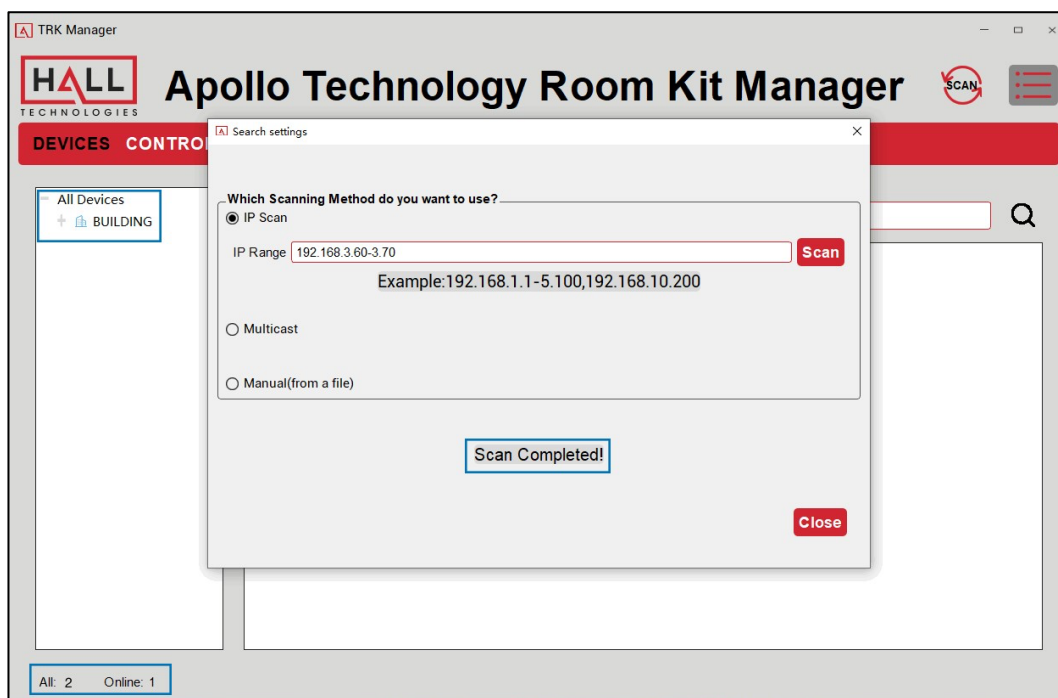 TRK Manager
HALL
TECHNOLOGIES
Apollo Technology Room Kit Manager
SCAN
DEVICES CONTRO
Search settings
All Devices
BUILDING
Which Scanning Method do you want to use?
IP Scan
IP Range 192.168.3.60-3.70 Scan
Example:192.168.1.1-5.100,192.168.10.200
Multicast
Manual(from a file)
Scan Completed!
Close
All: 2 Online: 1